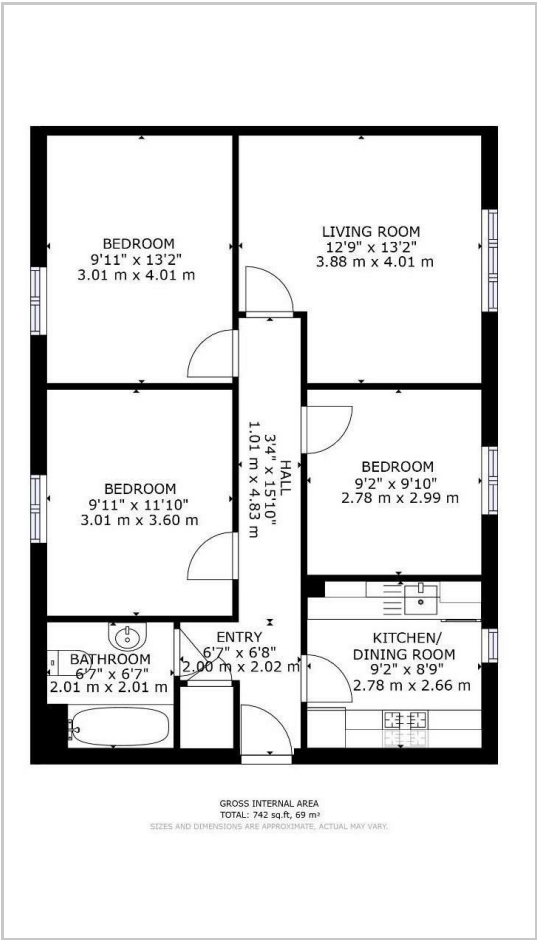 BEDROOM
9'11" x 13'2"
3.01 m x 4.01 m
LIVING ROOM
12'9" x 13'2"
3.88 m x 4.01 m
HALL
3'4" x 15'10"
1.01 m x 4.83 m
BEDROOM
9'11" x 11'10"
3.01 m x 3.60 m
BEDROOM
9'2" x 9'10"
2.78 m x 2.99 m
BATHROOM
6'7" x 6'7"
2.01 m x 2.01 m
ENTRY
6'7" x 6'8"
2.00 m x 2.02 m
KITCHEN/
DINING ROOM
9'2" x 8'9"
2.78 m x 2.66 m
GROSS INTERNAL AREA
TOTAL: 742 sq.ft, 69 m²
SIZES AND DIMENSIONS ARE APPROXIMATE, ACTUAL MAY VARY.